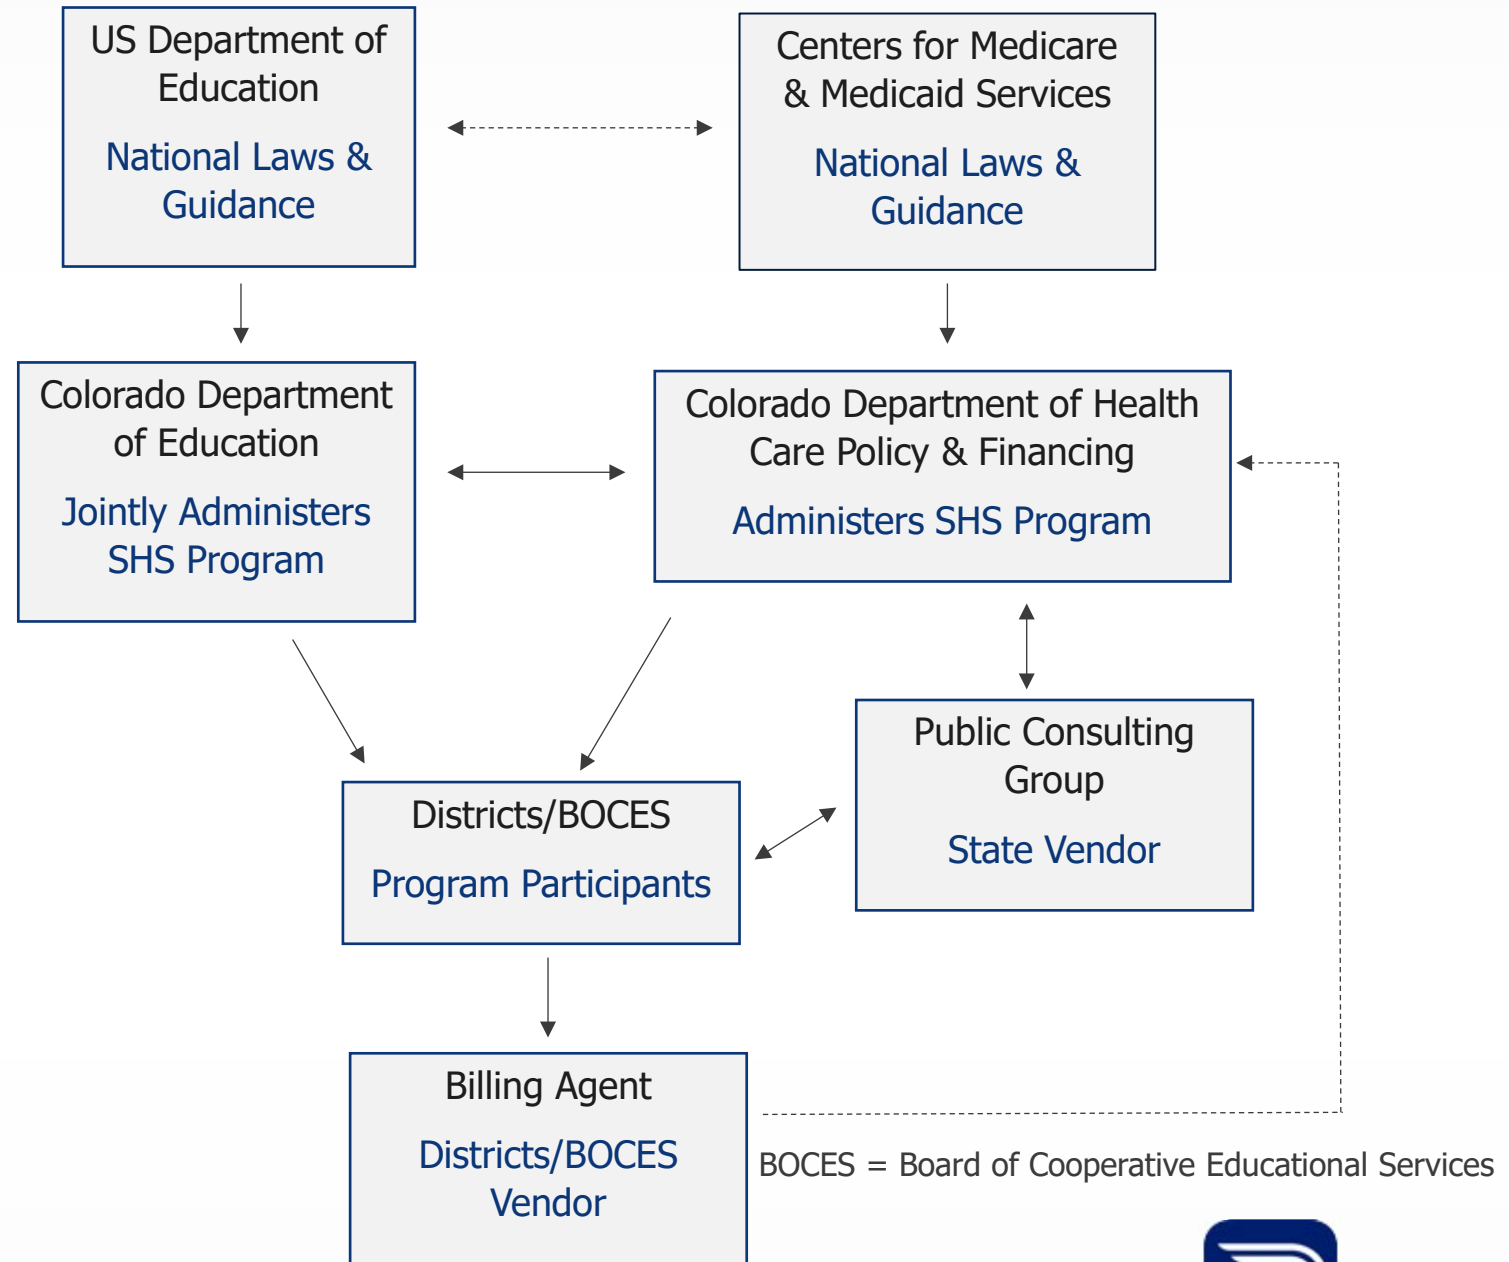 US Department of
Education
National Laws &
Guidance
Centers for Medicare
& Medicaid Services
National Laws &
Guidance
Colorado Department
of Education
Jointly Administers
SHS Program
Colorado Department of Health
Care Policy & Financing
Administers SHS Program
Public Consulting
Group
State Vendor
Districts/BOCES
Program Participants
Billing Agent
Districts/BOCES
Vendor
BOCES = Board of Cooperative Educational Services